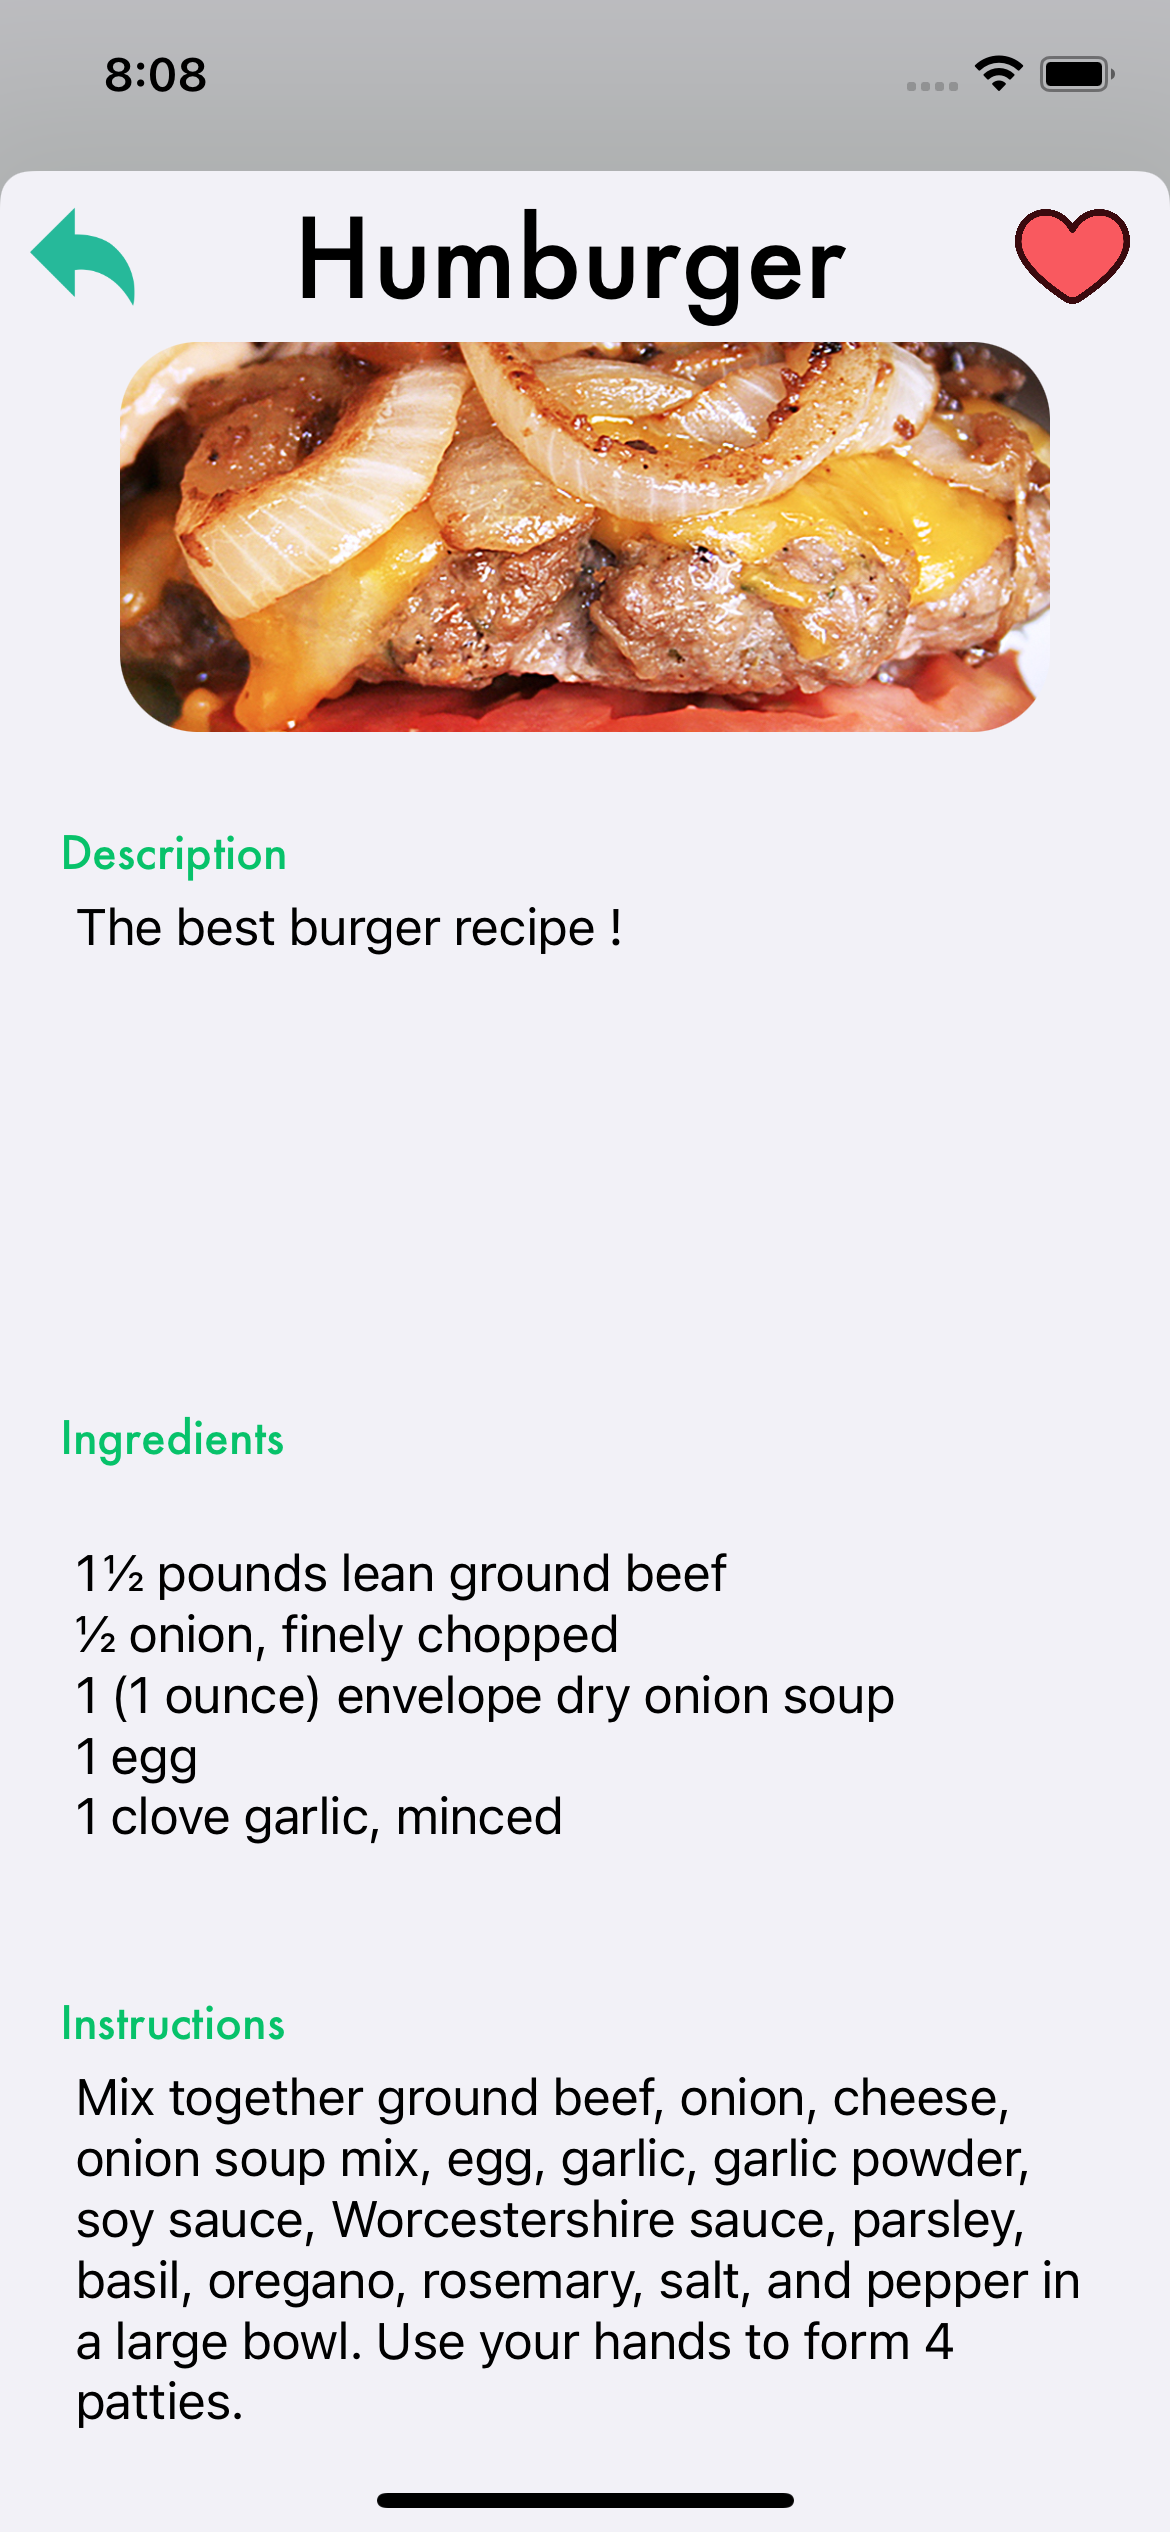 8:08
Humburger
Description
The best burger recipe !
Ingredients
1½ pounds lean ground beef
½ onion, finely chopped
1 (1 ounce) envelope dry onion soup
1 egg
1 clove garlic, minced
Instructions
Mix together ground beef, onion, cheese,
onion soup mix, egg, garlic, garlic powder,
soy sauce, Worcestershire sauce, parsley,
basil, oregano, rosemary, salt, and pepper in
a large bowl. Use your hands to form 4
patties.